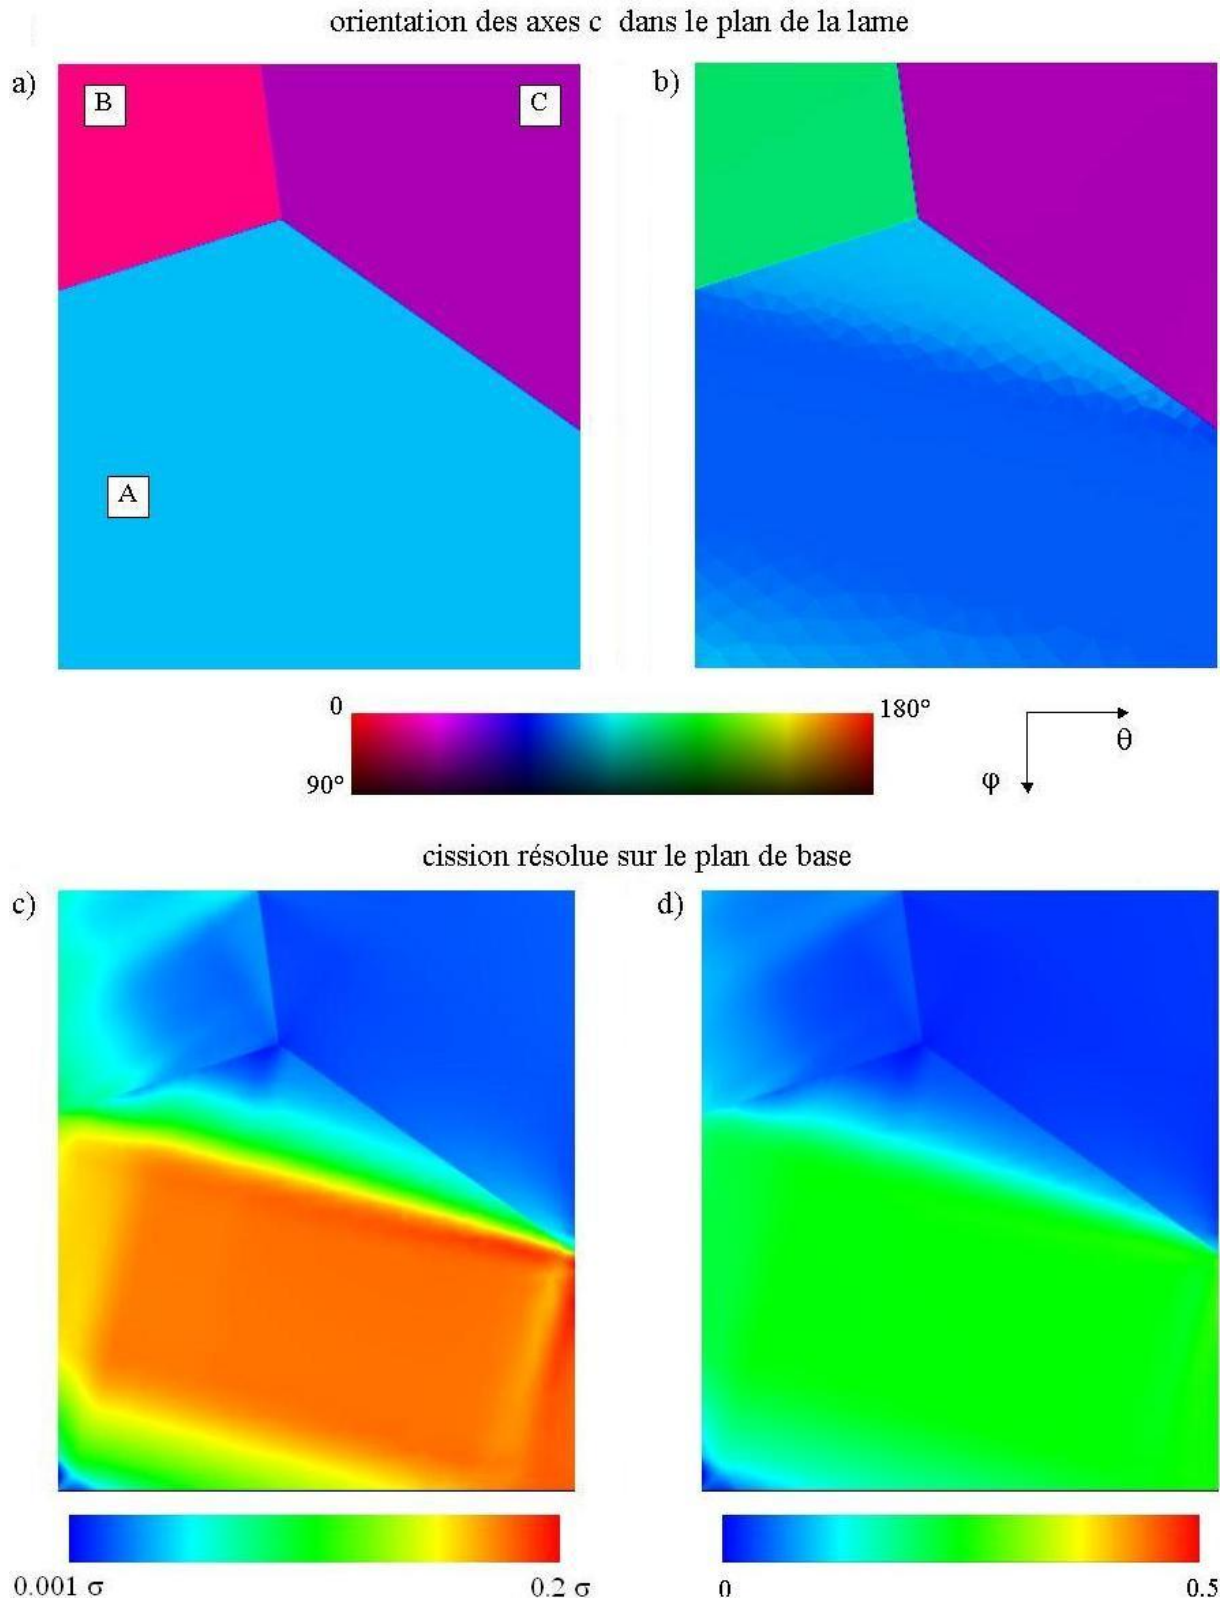 orientation des axes c dans le plan de la lame
a)
B
C
b)
A
0
180°
90°
θ
φ
cission résolue sur le plan de base
c)
d)
0.001 σ
0.2 σ
0
0.5